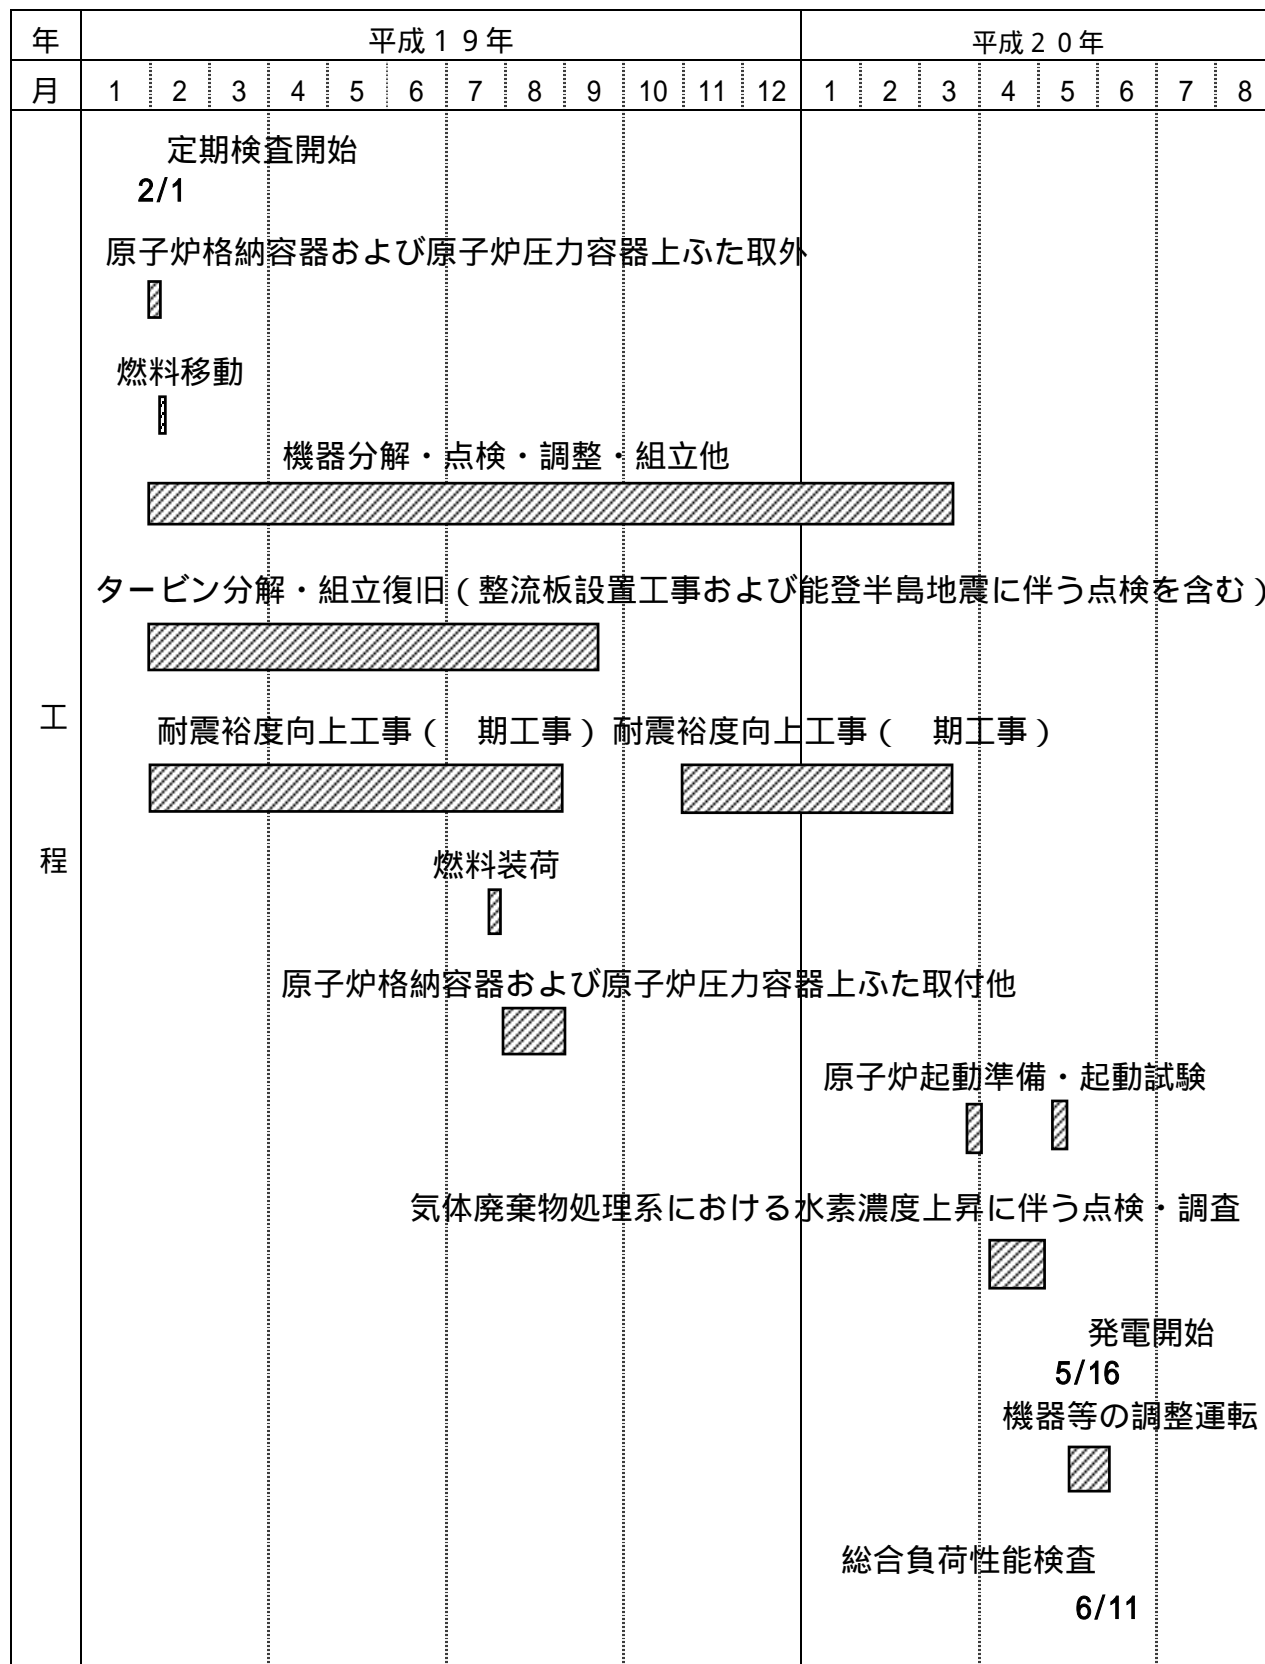 年 平成１９年 平成２０年
月 1 2 3 4 5 6 7 8 9 10 11 12 1 2 3 4 5 6 7 8
定期検査開始
2/1
原子炉格納容器および原子炉圧力容器上ふた取外
燃料移動
機器分解・点検・調整・組立他
タービン分解・組立復旧（整流板設置工事および能登半島地震に伴う点検を含む）
工
耐震裕度向上工事（　期工事）耐震裕度向上工事（　期工事）
程
燃料装荷
原子炉格納容器および原子炉圧力容器上ふた取付他
原子炉起動準備・起動試験
気体廃棄物処理系における水素濃度上昇に伴う点検・調査
発電開始
5/16
機器等の調整運転
総合負荷性能検査
6/11